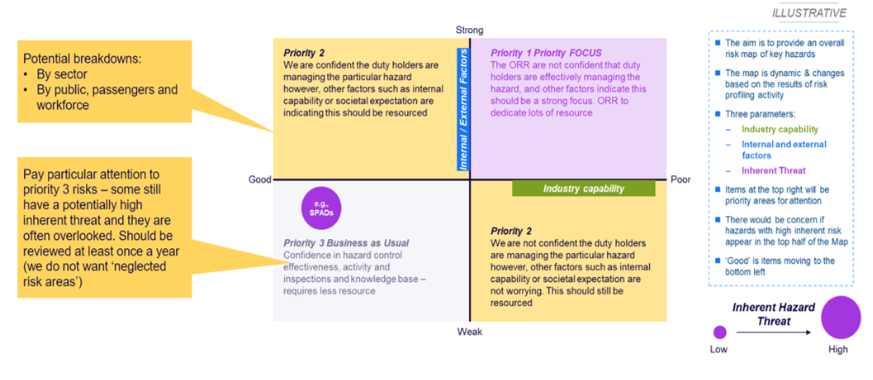 ILLUSTRATIVE
Potential breakdowns:
• By sector
• By public, passengers and
workforce
Pay particular attention to
priority 3 risks – some still
have a potentially high
inherent threat and they are
often overlooked. Should be
reviewed at least once a year
(we do not want ‘neglected
risk areas’)
Strong
Priority 2
We are confident the duty holders are
managing the particular hazard
however, other factors such as internal
capability or societal expectation are
indicating this should be resourced
Internal / External Factors
Priority 1 Priority FOCUS
The ORR are not confident that duty
holders are effectively managing the
hazard, and other factors indicate this
should be a strong focus. ORR to
dedicate lots of resource
Good
Poor
Industry capability
e.g.,
SPADs
Priority 3 Business as Usual
Confidence in hazard control
effectiveness, activity and
inspections and knowledge base –
requires less resource
Priority 2
We are not confident the duty holders
are managing the particular hazard
however, other factors such as internal
capability or societal expectation are
not worrying. This should still be
resourced
Weak
The aim is to provide an overall
risk map of key hazards
The map is dynamic & changes
based on the results of risk
profiling activity
Three parameters:
– Industry capability
– Internal and external
factors
– Inherent Threat
Items at the top right will be
priority areas for attention
There would be concern if
hazards with high inherent risk
appear in the top half of the Map
‘Good’ is items moving to the
bottom left
Inherent Hazard
Threat
Low
High